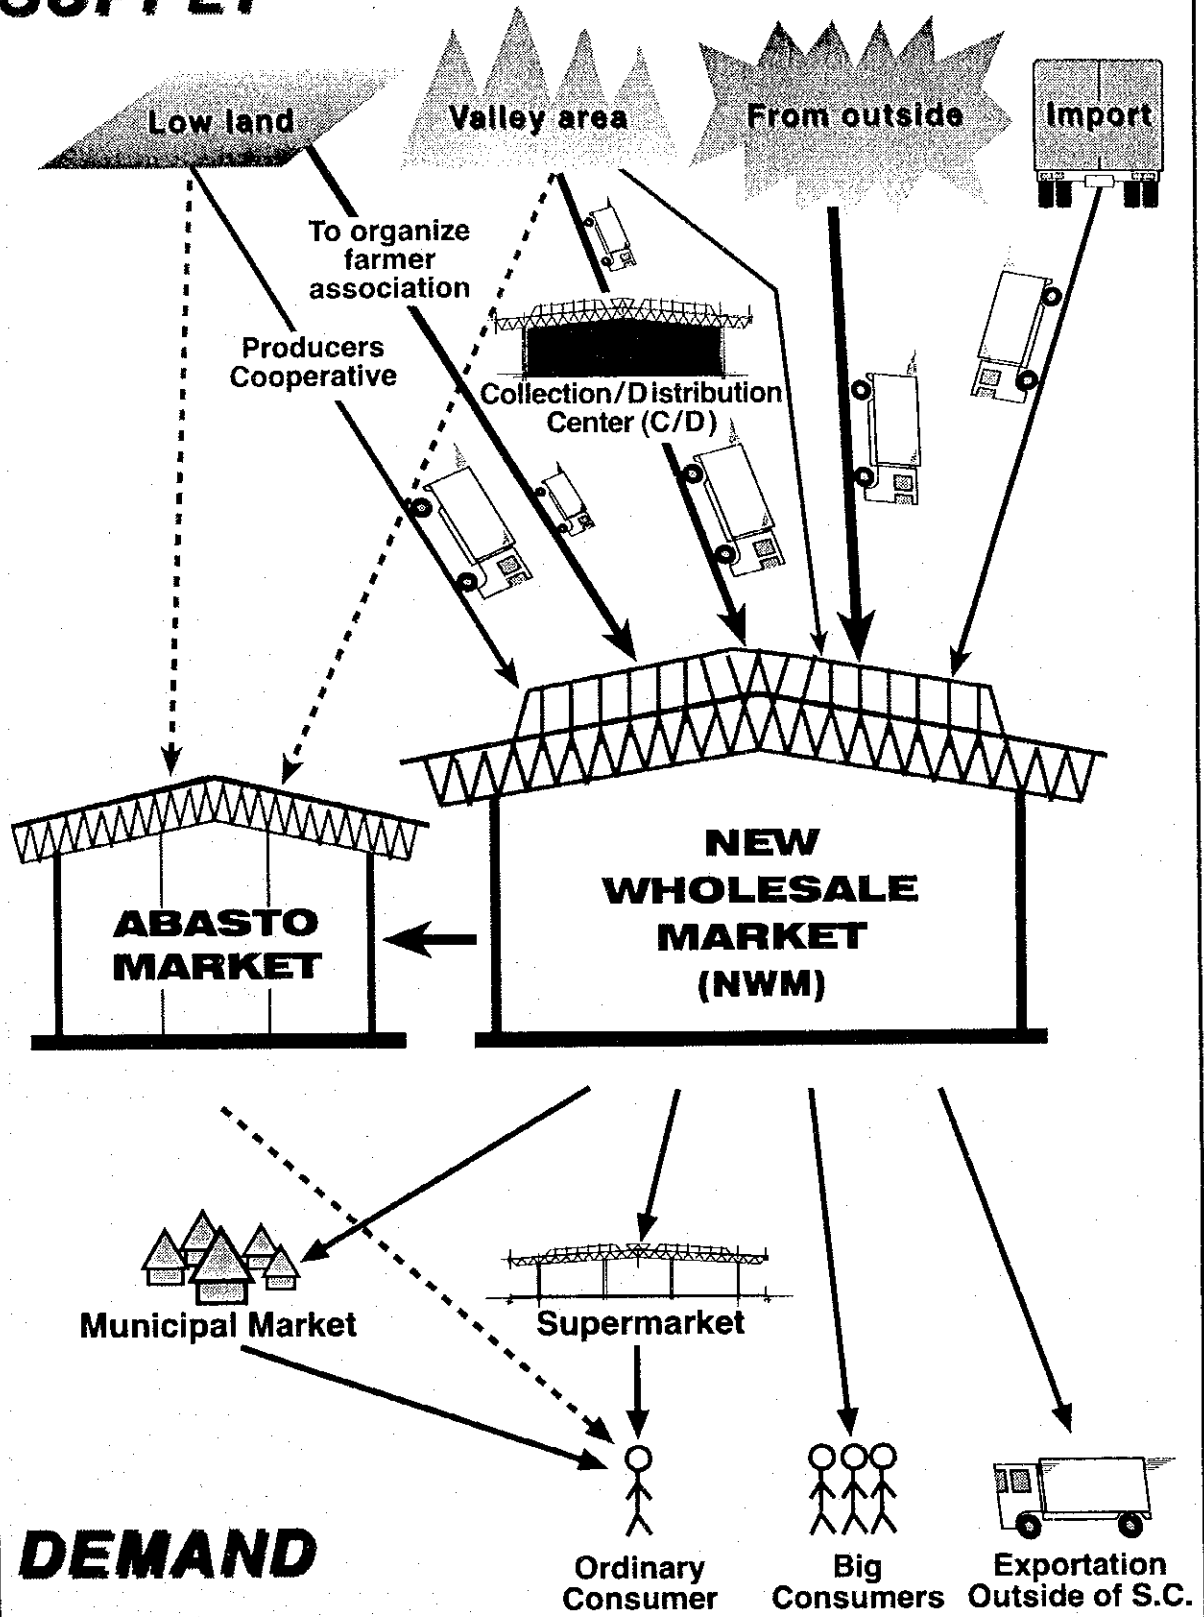 SUPPLY
Low land
Valley area
From outside
Import
To organize
farmer
association
Producers
Cooperative
Collection/Distribution
Center (C/D)
NEW
WHOLESALE
MARKET
(NWM)
ABASTO
MARKET
Municipal Market
Supermarket
DEMAND
Ordinary
Consumer
Big
Consumers
Exportation
Outside of S.C.